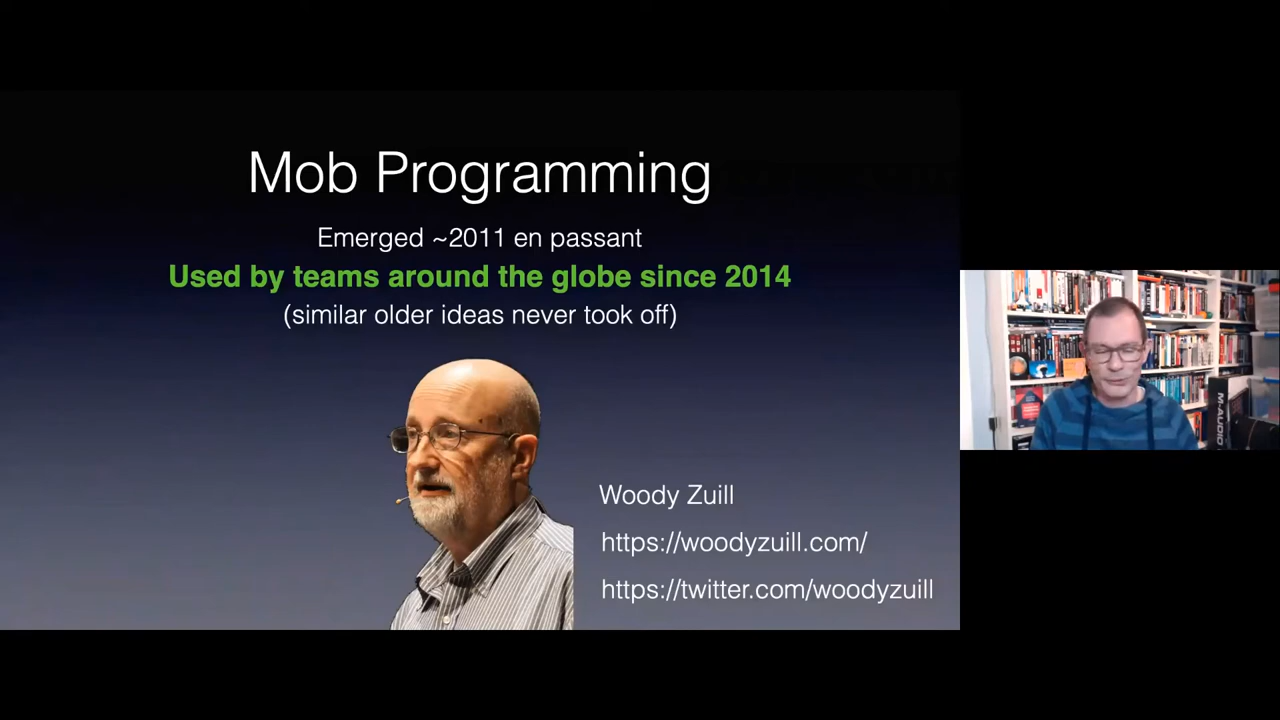 Mob Programming
Emerged ~2011 en passant
Used by teams around the globe since 2014
(similar older ideas never took off)
Woody Zuill
https://woodyzuill.com/
https://twitter.com/woodyzuill
M-AUDIO